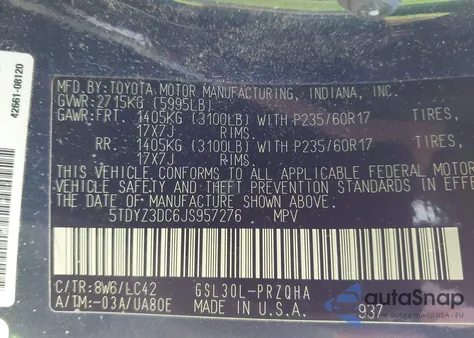 42661-08120
MFD. BY: TOYOTA MOTOR MANUFACTURING, INDIANA, INC.
GVWR: 2715KG (5995LB)
GAWR: FRT. 1405KG (3100LB) WITH P235/60R17 TIRES,
17X7J RIMS.
RR. 1405KG (3100LB) WITH P235/60R17 TIRES,
17X7J RIMS.
THIS VEHICLE CONFORMS TO ALL APPLICABLE FEDERAL MOTOR
VEHICLE SAFETY AND THEFT PREVENTION STANDARDS IN EFFE
THE DATE OF MANUFACTURE SHOWN ABOVE.
5TDYZ3DC6JS957276 MPV
C/TR: 8W6/LC42 GSL30L-PRZQHA
A/TM: -03A/UA80E MADE IN U.S.A. 937
autoSnap